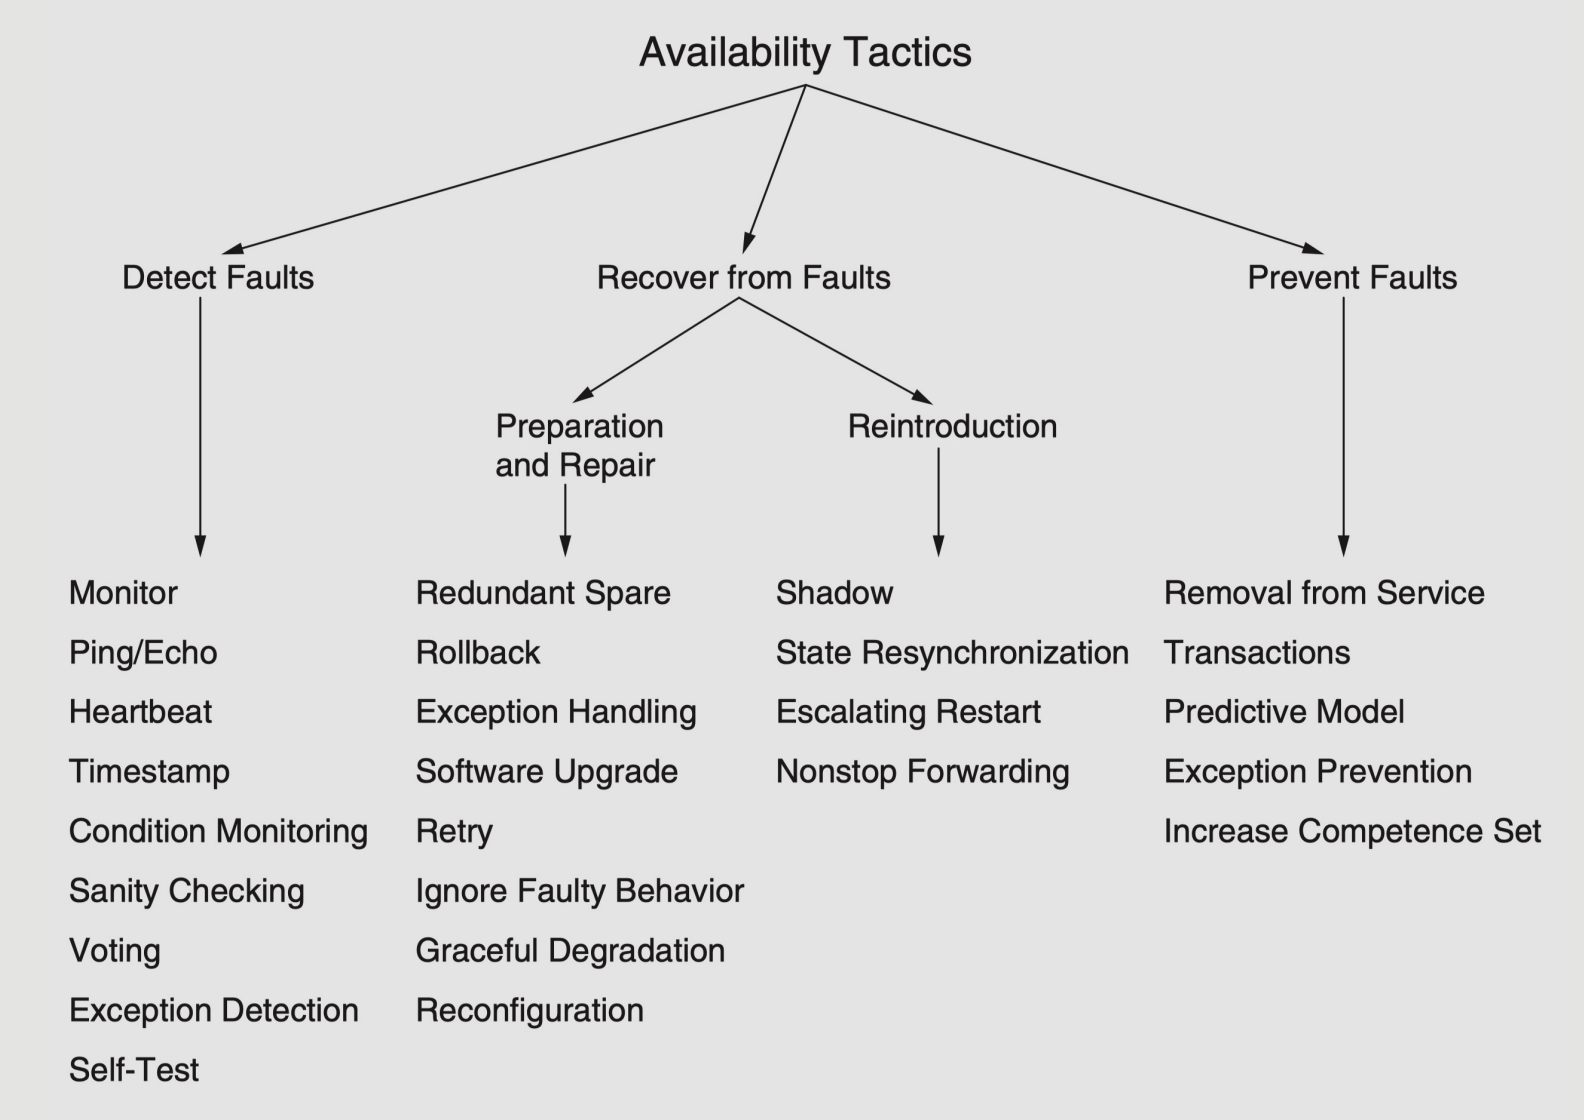 Availability Tactics
Detect Faults
Recover from Faults
Prevent Faults
Preparation
and Repair
Reintroduction
Monitor
Ping/Echo
Heartbeat
Timestamp
Condition Monitoring
Sanity Checking
Voting
Exception Detection
Self-Test
Redundant Spare
Rollback
Exception Handling
Software Upgrade
Retry
Ignore Faulty Behavior
Graceful Degradation
Reconfiguration
Shadow
State Resynchronization
Escalating Restart
Nonstop Forwarding
Removal from Service
Transactions
Predictive Model
Exception Prevention
Increase Competence Set